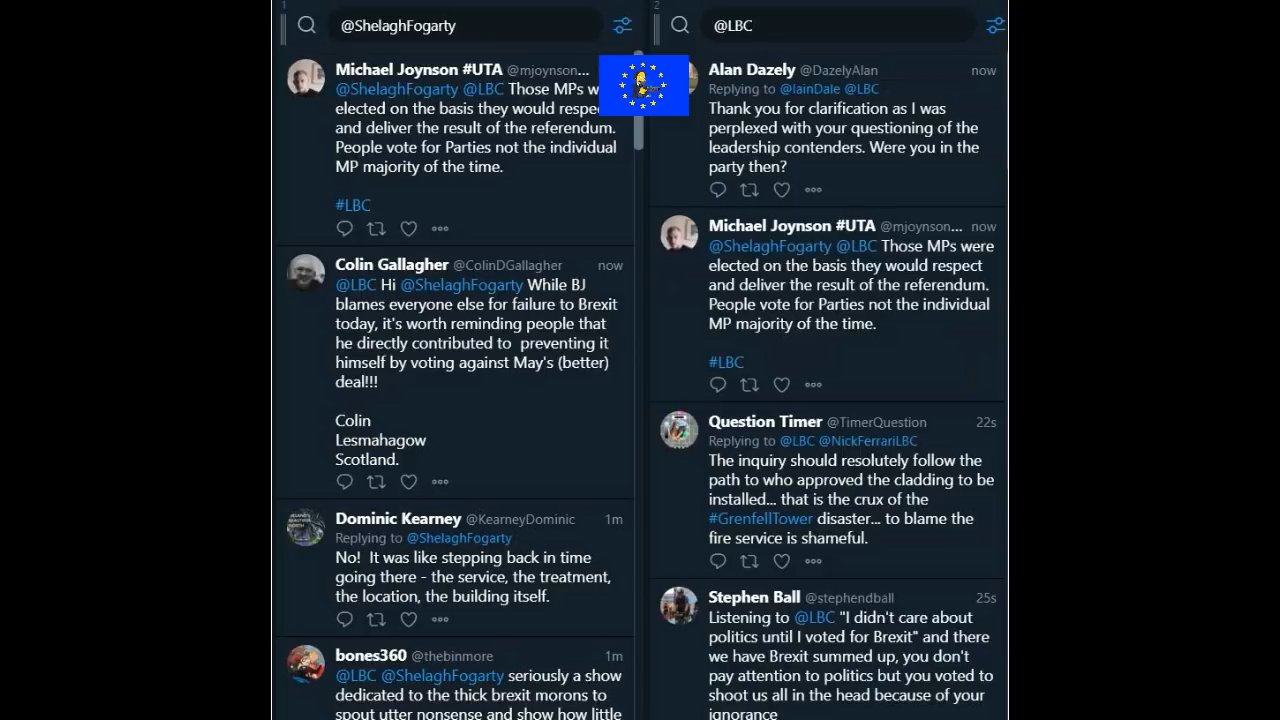 1
@ShelaghFogarty
Michael Joynson #UTA @mjoynson...
@ShelaghFogarty @LBC Those MPs w
elected on the basis they would respec
and deliver the result of the referendum.
People vote for Parties not the individual
MP majority of the time.
#LBC
Colin Gallagher @ColinDGallagher now
@LBC Hi @ShelaghFogarty While BJ
blames everyone else for failure to Brexit
today, it's worth reminding people that
he directly contributed to  preventing it
himself by voting against May's (better)
deal!!!
Colin
Lesmahagow
Scotland.
Dominic Kearney @KearneyDominic 1m
Replying to @ShelaghFogarty
No!  It was like stepping back in time
going there - the service, the treatment,
the location, the building itself.
bones360 @thebinmore 1m
@LBC @ShelaghFogarty seriously a show
dedicated to the thick brexit morons to
spout utter nonsense and show how little
2
@LBC
Alan Dazely @DazelyAlan now
Replying to @IainDale @LBC
Thank you for clarification as I was
perplexed with your questioning of the
leadership contenders. Were you in the
party then?
Michael Joynson #UTA @mjoynson... now
@ShelaghFogarty @LBC Those MPs were
elected on the basis they would respect
and deliver the result of the referendum.
People vote for Parties not the individual
MP majority of the time.
#LBC
Question Timer @TimerQuestion 22s
Replying to @LBC @NickFerrariLBC
The inquiry should resolutely follow the
path to who approved the cladding to be
installed... that is the crux of the
#GrenfellTower disaster... to blame the
fire service is shameful.
Stephen Ball @stephendball 25s
Listening to @LBC "I didn't care about
politics until I voted for Brexit" and there
we have Brexit summed up, you don't
pay attention to politics but you voted to
shoot us all in the head because of your
ignorance